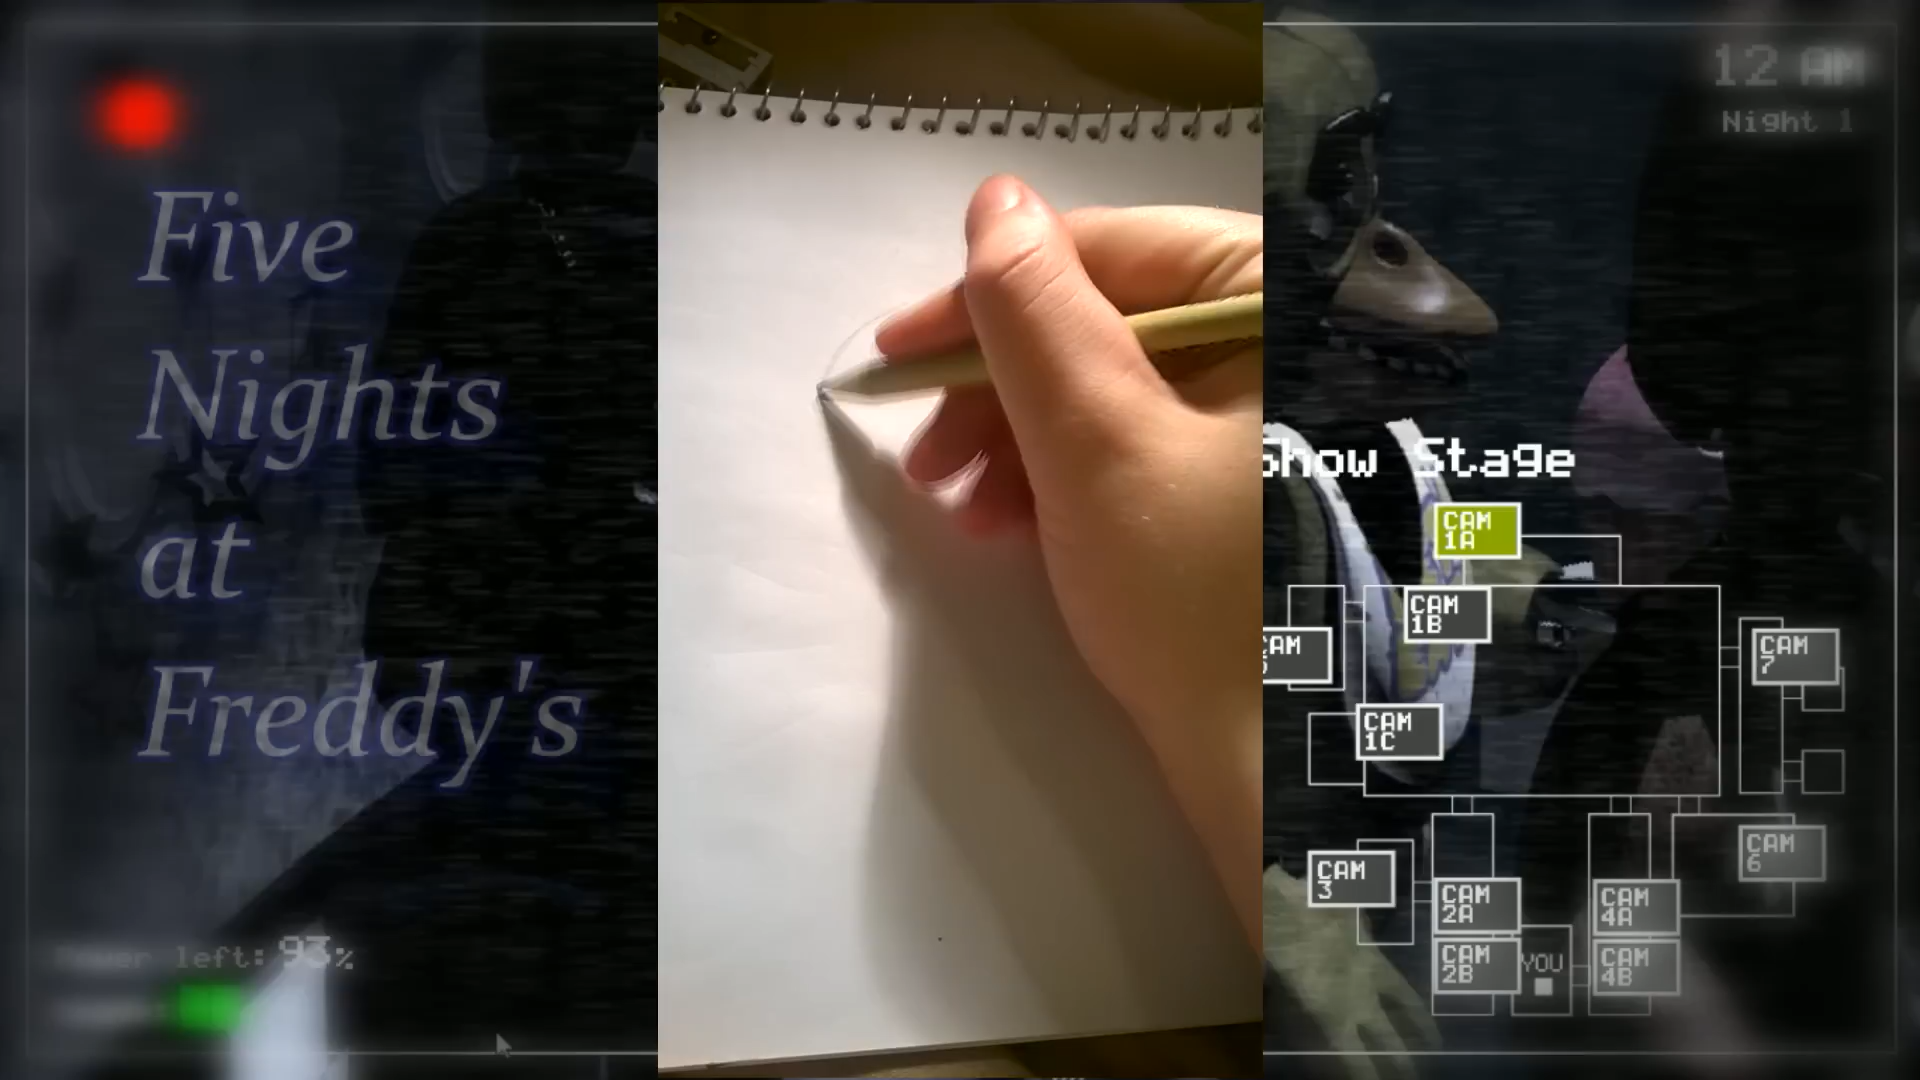 12 AM
Night 1
Five
Nights
at
Freddy's
Show Stage
CAM
1A
CAM
1B
CAM
CAM
7
CAM
1C
CAM
6
CAM
3
CAM
2A
CAM
4A
CAM
2B
YOU
CAM
4B
Power left: 93%